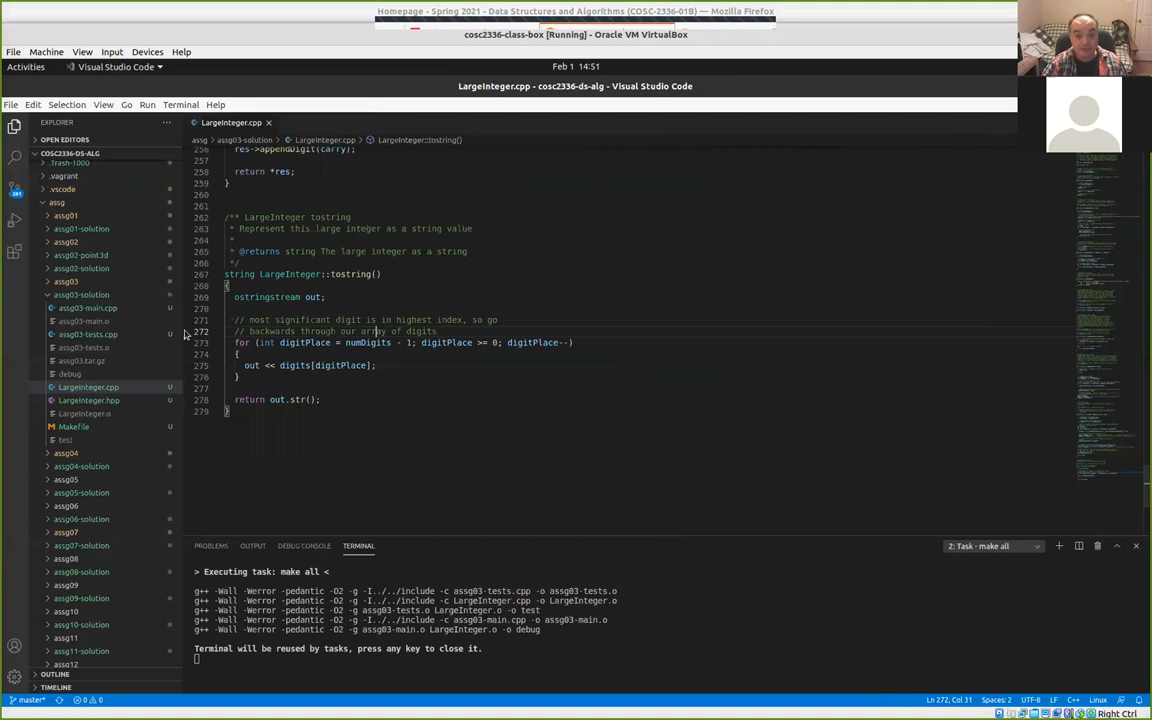 Homepage - Spring 2021 - Data Structures and Algorithms (COSC-2336-01B) — Mozilla Firefox
cosc2336-class-box [Running] - Oracle VM VirtualBox
File Machine View Input Devices Help
Activities Visual Studio Code Feb 1 14:51
LargeInteger.cpp - cosc2336-ds-alg - Visual Studio Code
File Edit Selection View Go Run Terminal Help
EXPLORER
OPEN EDITORS
COSC2336-DS-ALG
.Trash-1000
.vagrant
.vscode
261
assg
assg01
assg01-solution
assg02
assg02-point3d
assg02-solution
assg03
assg03-solution
assg03-main.cpp U
assg03-main.o
assg03-tests.cpp U
assg03-tests.o
assg03.tar.gz
debug
LargeInteger.cpp U
LargeInteger.hpp U
LargeInteger.o
Makefile U
test
assg04
assg04-solution
assg05
assg05-solution
assg06
assg06-solution
assg07
assg07-solution
assg08
assg08-solution
assg09
assg09-solution
assg10
assg10-solution
assg11
assg11-solution
assg12
OUTLINE
TIMELINE
LargeInteger.cpp
assg > assg03-solution > LargeInteger.cpp > LargeInteger::tostring()
256 res->appendDigit(carry);
257
258 return *res;
259 }
260
261
262 /** LargeInteger tostring
263 * Represent this large integer as a string value
264 *
265 * @returns string The large integer as a string
266 */
267 string LargeInteger::tostring()
268 {
269 ostringstream out;
270
271 // most significant digit is in highest index, so go
272 // backwards through our array of digits
273 for (int digitPlace = numDigits - 1; digitPlace >= 0; digitPlace--)
274 {
275 out << digits[digitPlace];
276 }
277
278 return out.str();
279 }
PROBLEMS OUTPUT DEBUG CONSOLE TERMINAL 2: Task - make all
> Executing task: make all <
g++ -Wall -Werror -pedantic -O2 -g -I../../include -c assg03-tests.cpp -o assg03-tests.o
g++ -Wall -Werror -pedantic -O2 -g -I../../include -c LargeInteger.cpp -o LargeInteger.o
g++ -Wall -Werror -pedantic -O2 -g assg03-tests.o LargeInteger.o -o test
g++ -Wall -Werror -pedantic -O2 -g -I../../include -c assg03-main.cpp -o assg03-main.o
g++ -Wall -Werror -pedantic -O2 -g assg03-main.o LargeInteger.o -o debug
Terminal will be reused by tasks, press any key to close it.
master* 0 0 Ln 272, Col 31 Spaces: 2 UTF-8 LF C++ Linux
Right Ctrl